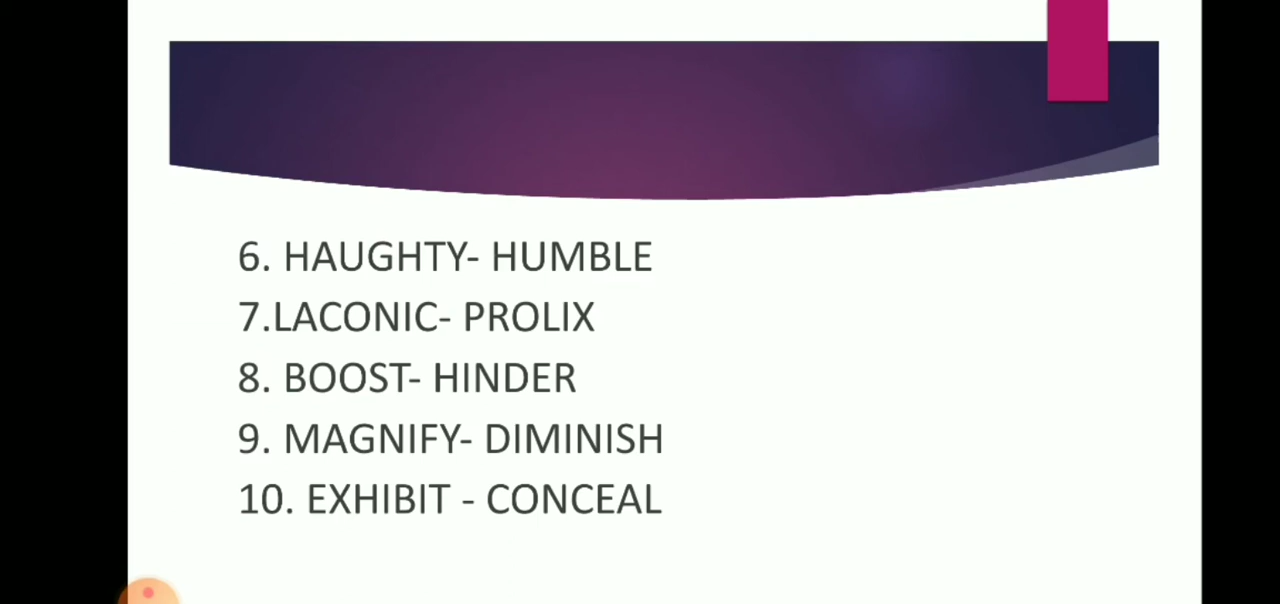 6. HAUGHTY- HUMBLE
7.LACONIC- PROLIX
8. BOOST- HINDER
9. MAGNIFY- DIMINISH
10. EXHIBIT - CONCEAL